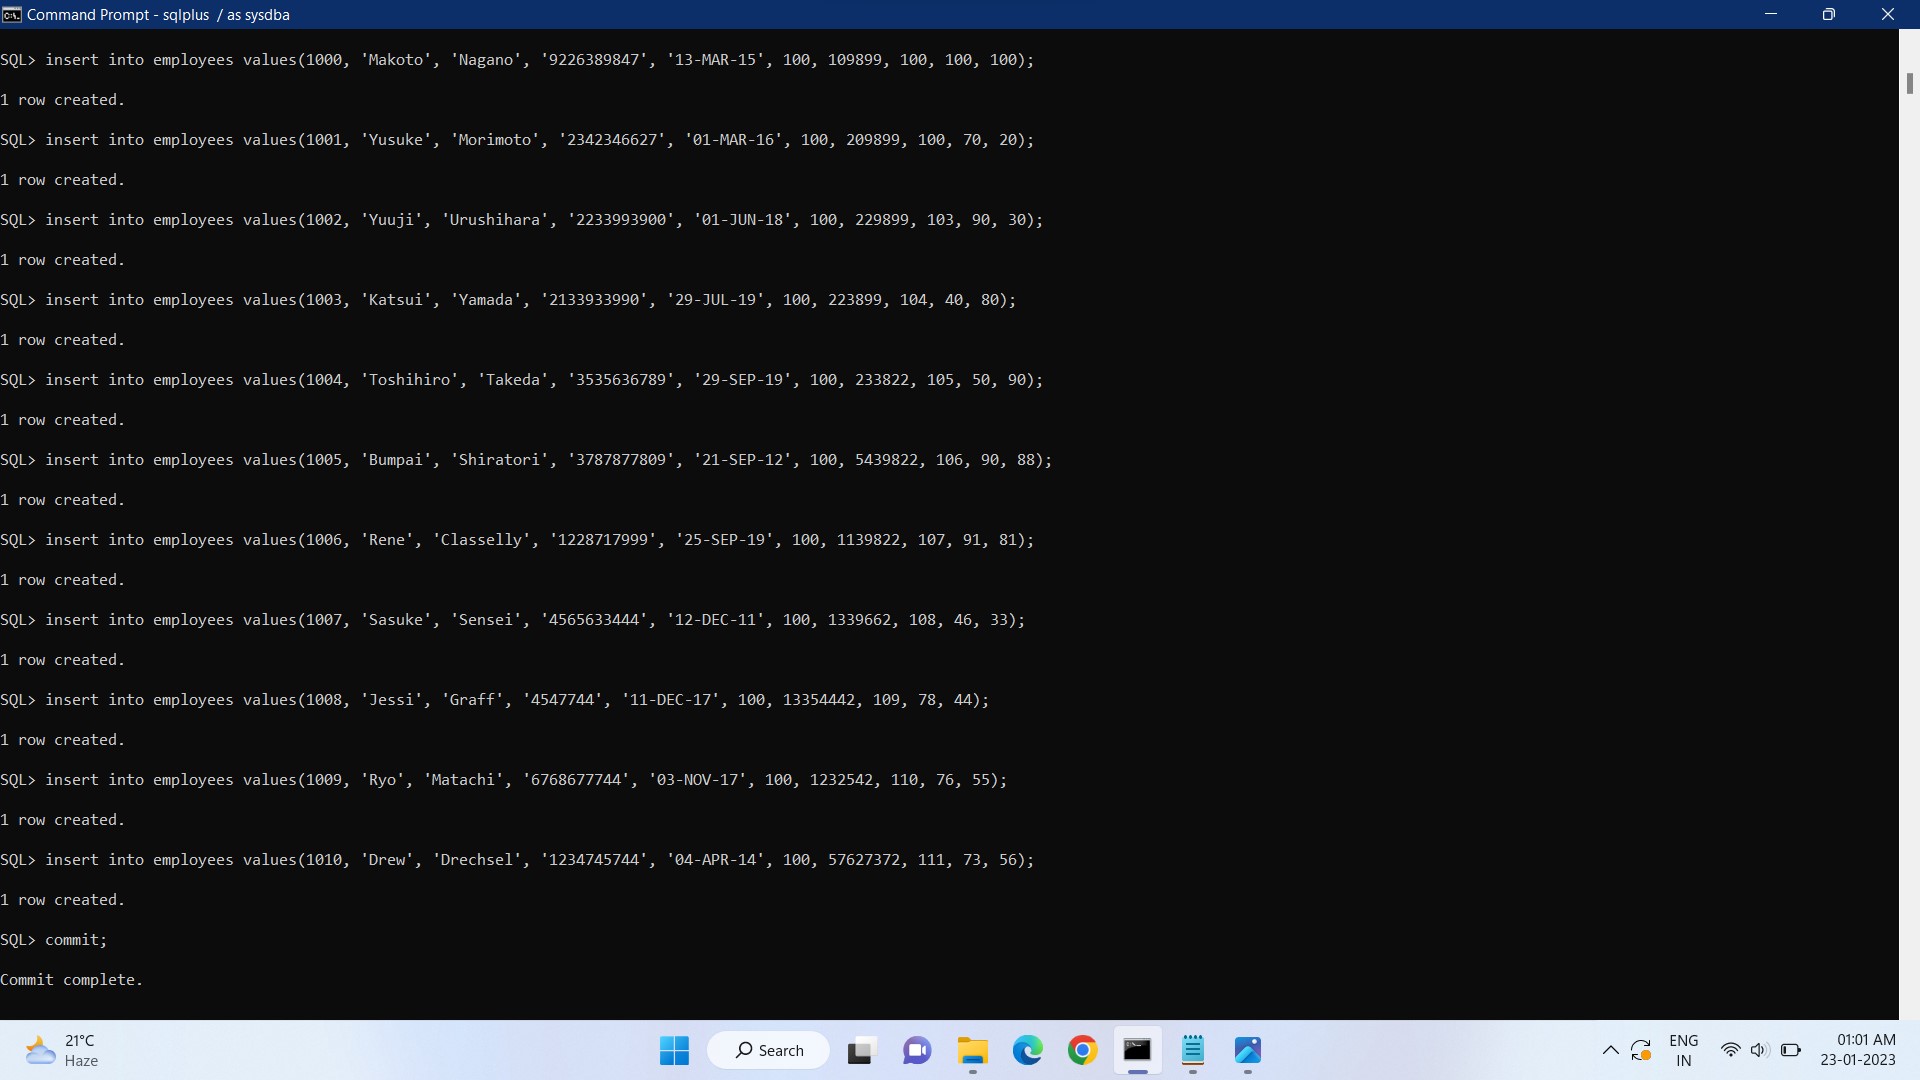 Command Prompt - sqlplus / as sysdba
SQL> insert into employees values(1000, 'Makoto', 'Nagano', '9226389847', '13-MAR-15', 100, 109899, 100, 100, 100);
1 row created.
SQL> insert into employees values(1001, 'Yusuke', 'Morimoto', '2342346627', '01-MAR-16', 100, 209899, 100, 70, 20);
1 row created.
SQL> insert into employees values(1002, 'Yuuji', 'Urushihara', '2233993900', '01-JUN-18', 100, 229899, 103, 90, 30);
1 row created.
SQL> insert into employees values(1003, 'Katsui', 'Yamada', '2133933990', '29-JUL-19', 100, 223899, 104, 40, 80);
1 row created.
SQL> insert into employees values(1004, 'Toshihiro', 'Takeda', '3535636789', '29-SEP-19', 100, 233822, 105, 50, 90);
1 row created.
SQL> insert into employees values(1005, 'Bumpai', 'Shiratori', '3787877809', '21-SEP-12', 100, 5439822, 106, 90, 88);
1 row created.
SQL> insert into employees values(1006, 'Rene', 'Classelly', '1228717999', '25-SEP-19', 100, 1139822, 107, 91, 81);
1 row created.
SQL> insert into employees values(1007, 'Sasuke', 'Sensei', '4565633444', '12-DEC-11', 100, 1339662, 108, 46, 33);
1 row created.
SQL> insert into employees values(1008, 'Jessi', 'Graff', '4547744', '11-DEC-17', 100, 13354442, 109, 78, 44);
1 row created.
SQL> insert into employees values(1009, 'Ryo', 'Matachi', '6768677744', '03-NOV-17', 100, 1232542, 110, 76, 55);
1 row created.
SQL> insert into employees values(1010, 'Drew', 'Drechsel', '1234745744', '04-APR-14', 100, 57627372, 111, 73, 56);
1 row created.
SQL> commit;
Commit complete.
21°C
Haze
Search
ENG
IN
01:01 AM
23-01-2023